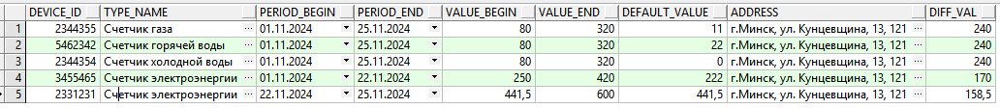 DEVICE_ID TYPE_NAME PERIOD_BEGIN PERIOD_END VALUE_BEGIN VALUE_END DEFAULT_VALUE ADDRESS DIFF_VAL
1 2344355 Счетчик газа ... 01.11.2024 25.11.2024 80 320 11 г.Минск, ул. Кунцевщина, 13, 121 ... 240
2 5462342 Счетчик горячей воды ... 01.11.2024 25.11.2024 80 320 22 г.Минск, ул. Кунцевщина, 13, 121 ... 240
3 2344354 Счетчик холодной воды ... 01.11.2024 25.11.2024 80 320 0 г.Минск, ул. Кунцевщина, 13, 121 ... 240
4 3455465 Счетчик электроэнергии ... 01.11.2024 22.11.2024 250 420 222 г.Минск, ул. Кунцевщина, 13, 121 ... 170
5 2331231 Счетчик электроэнергии ... 22.11.2024 25.11.2024 441,5 600 441,5 г.Минск, ул. Кунцевщина, 13, 121 ... 158,5